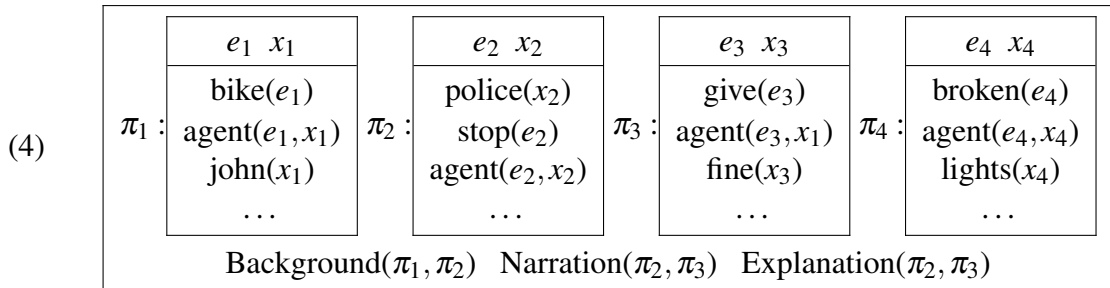 e₁ x₁ e₂ x₂ e₃ x₃ e₄ x₄
bike(e₁) police(x₂) give(e₃) broken(e₄)
(4) π₁ : agent(e₁, x₁) π₂ : stop(e₂) π₃ : agent(e₃, x₁) π₄ : agent(e₄, x₄)
john(x₁) agent(e₂, x₂) fine(x₃) lights(x₄)
... ... ... ...
Background(π₁, π₂) Narration(π₂, π₃) Explanation(π₂, π₃)